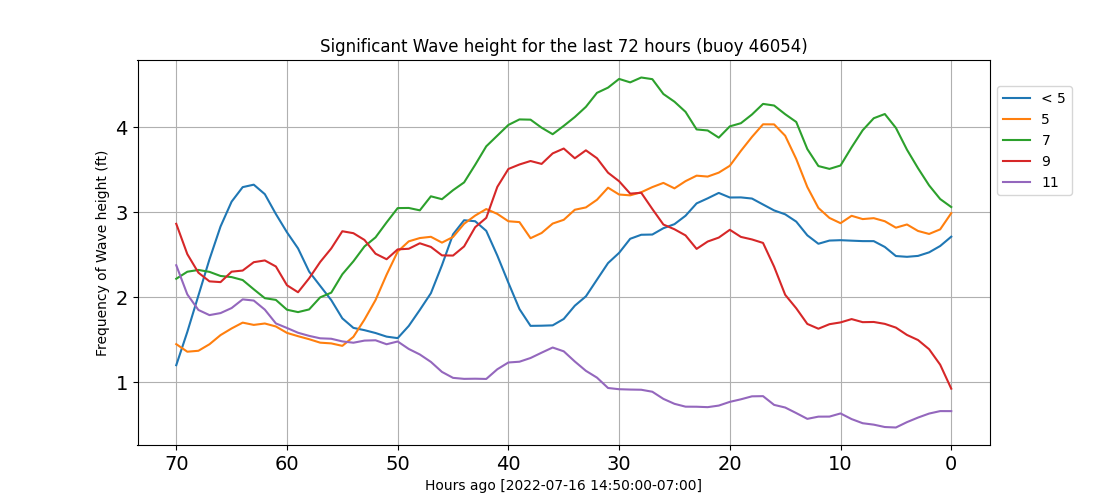 Significant Wave height for the last 72 hours (buoy 46054)
Frequency of Wave height (ft)
4
3
2
1
70 60 50 40 30 20 10 0
Hours ago [2022-07-16 14:50:00-07:00]
< 5
5
7
9
11